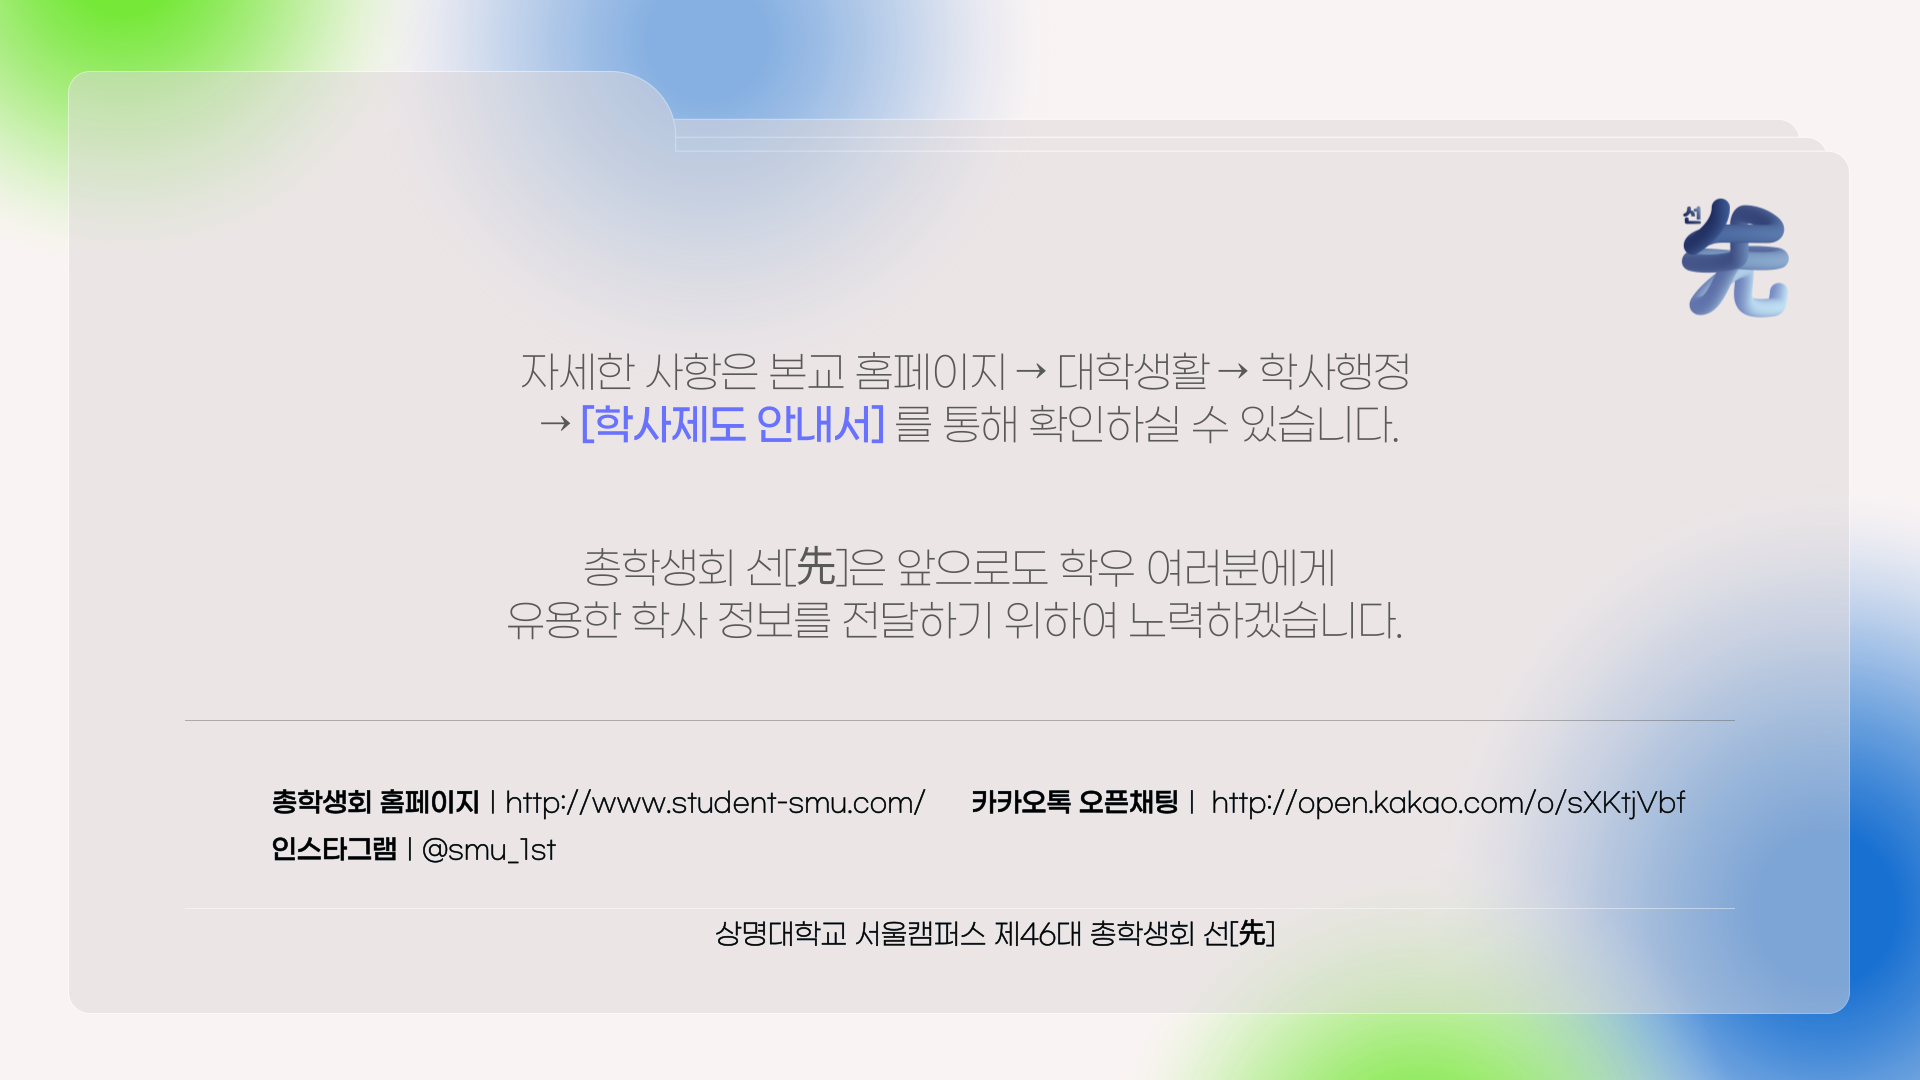 선
先
자세한 사항은 본교 홈페이지 → 대학생활 → 학사행정
→ [학사제도 안내서] 를 통해 확인하실 수 있습니다.
총학생회 선[先]은 앞으로도 학우 여러분에게
유용한 학사 정보를 전달하기 위하여 노력하겠습니다.
총학생회 홈페이지 | http://www.student-smu.com/ 카카오톡 오픈채팅 | http://open.kakao.com/o/sXKtjVbf
인스타그램 | @smu_1st
상명대학교 서울캠퍼스 제46대 총학생회 선[先]